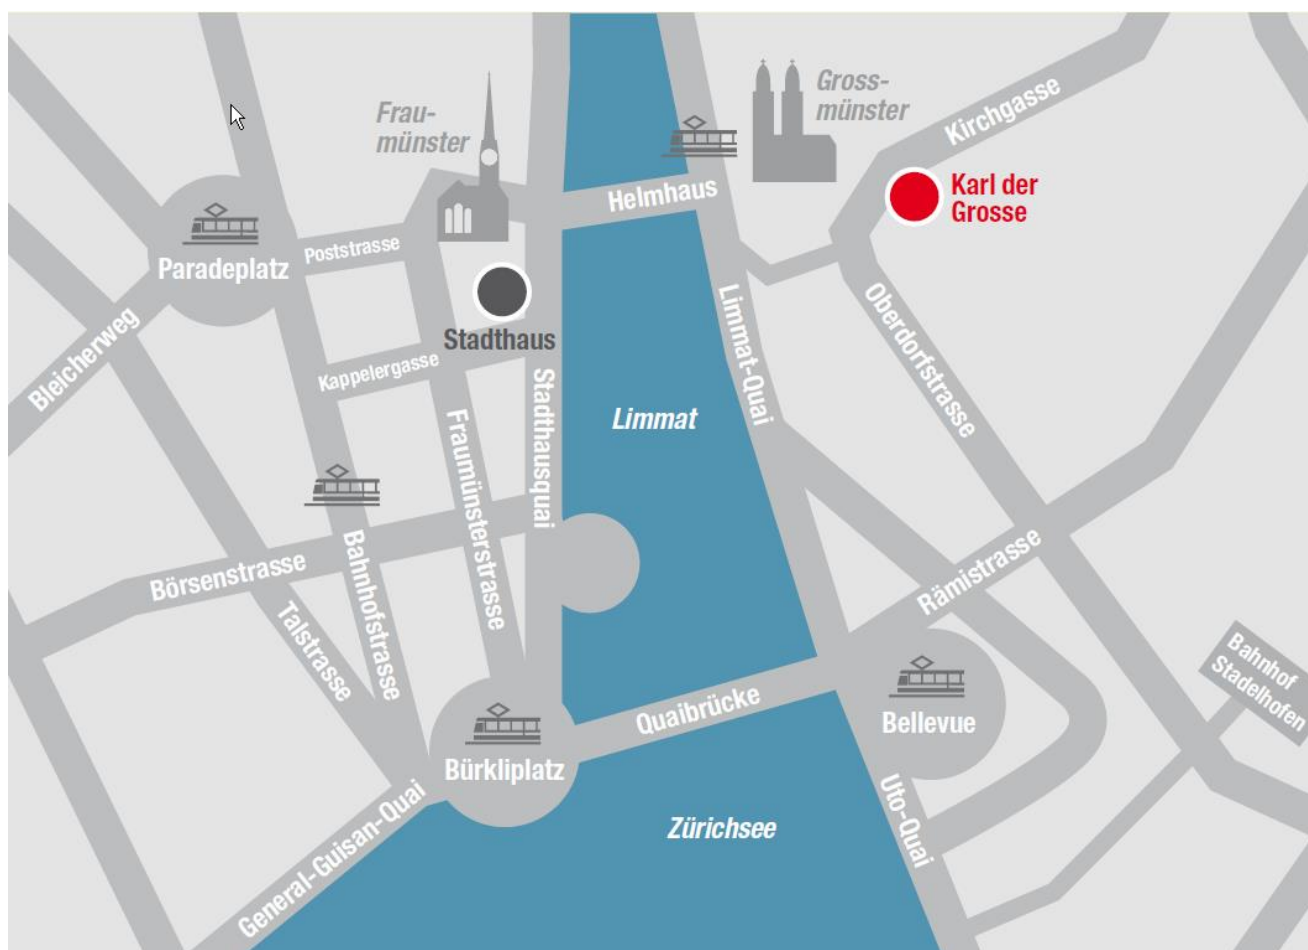 Frau-
münster
Gross-
münster
Kirchgasse
Karl der
Grosse
Helmhaus
Poststrasse
Paradeplatz
Bleicherweg
Stadthaus
Kappelergasse
Limmat-Quai
Oberdorfstrasse
Limmat
Stadthausquai
Fraumünsterstrasse
Börsenstrasse
Bahnhofstrasse
Talstrasse
Rämistrasse
Bahnhof
Stadelhofen
Quaibrücke
Bellevue
Bürkliplatz
Uto-Quai
General-Guisan-Quai
Zürichsee